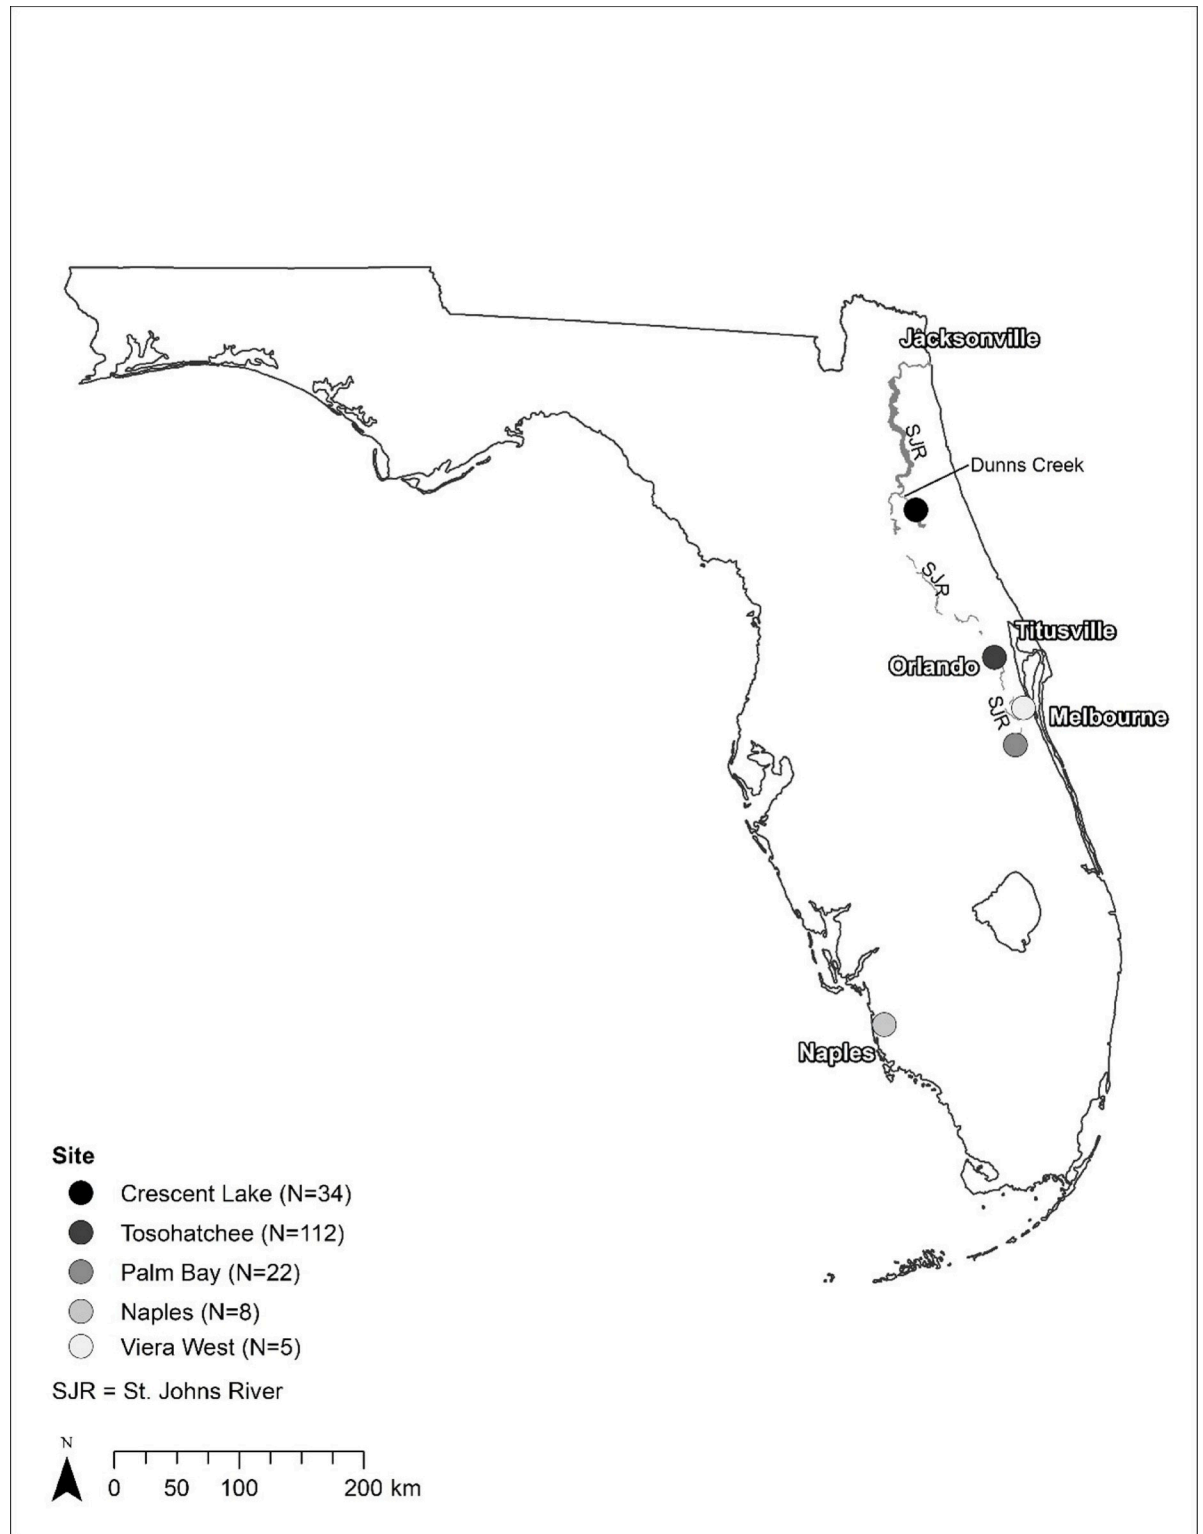 Jacksonville
SJR
Dunns Creek
SJR
Titusville
Orlando
SJR
Melbourne
Naples
Site
Crescent Lake (N=34)
Tosohatchee (N=112)
Palm Bay (N=22)
Naples (N=8)
Viera West (N=5)
SJR = St. Johns River
N
0 50 100 200 km